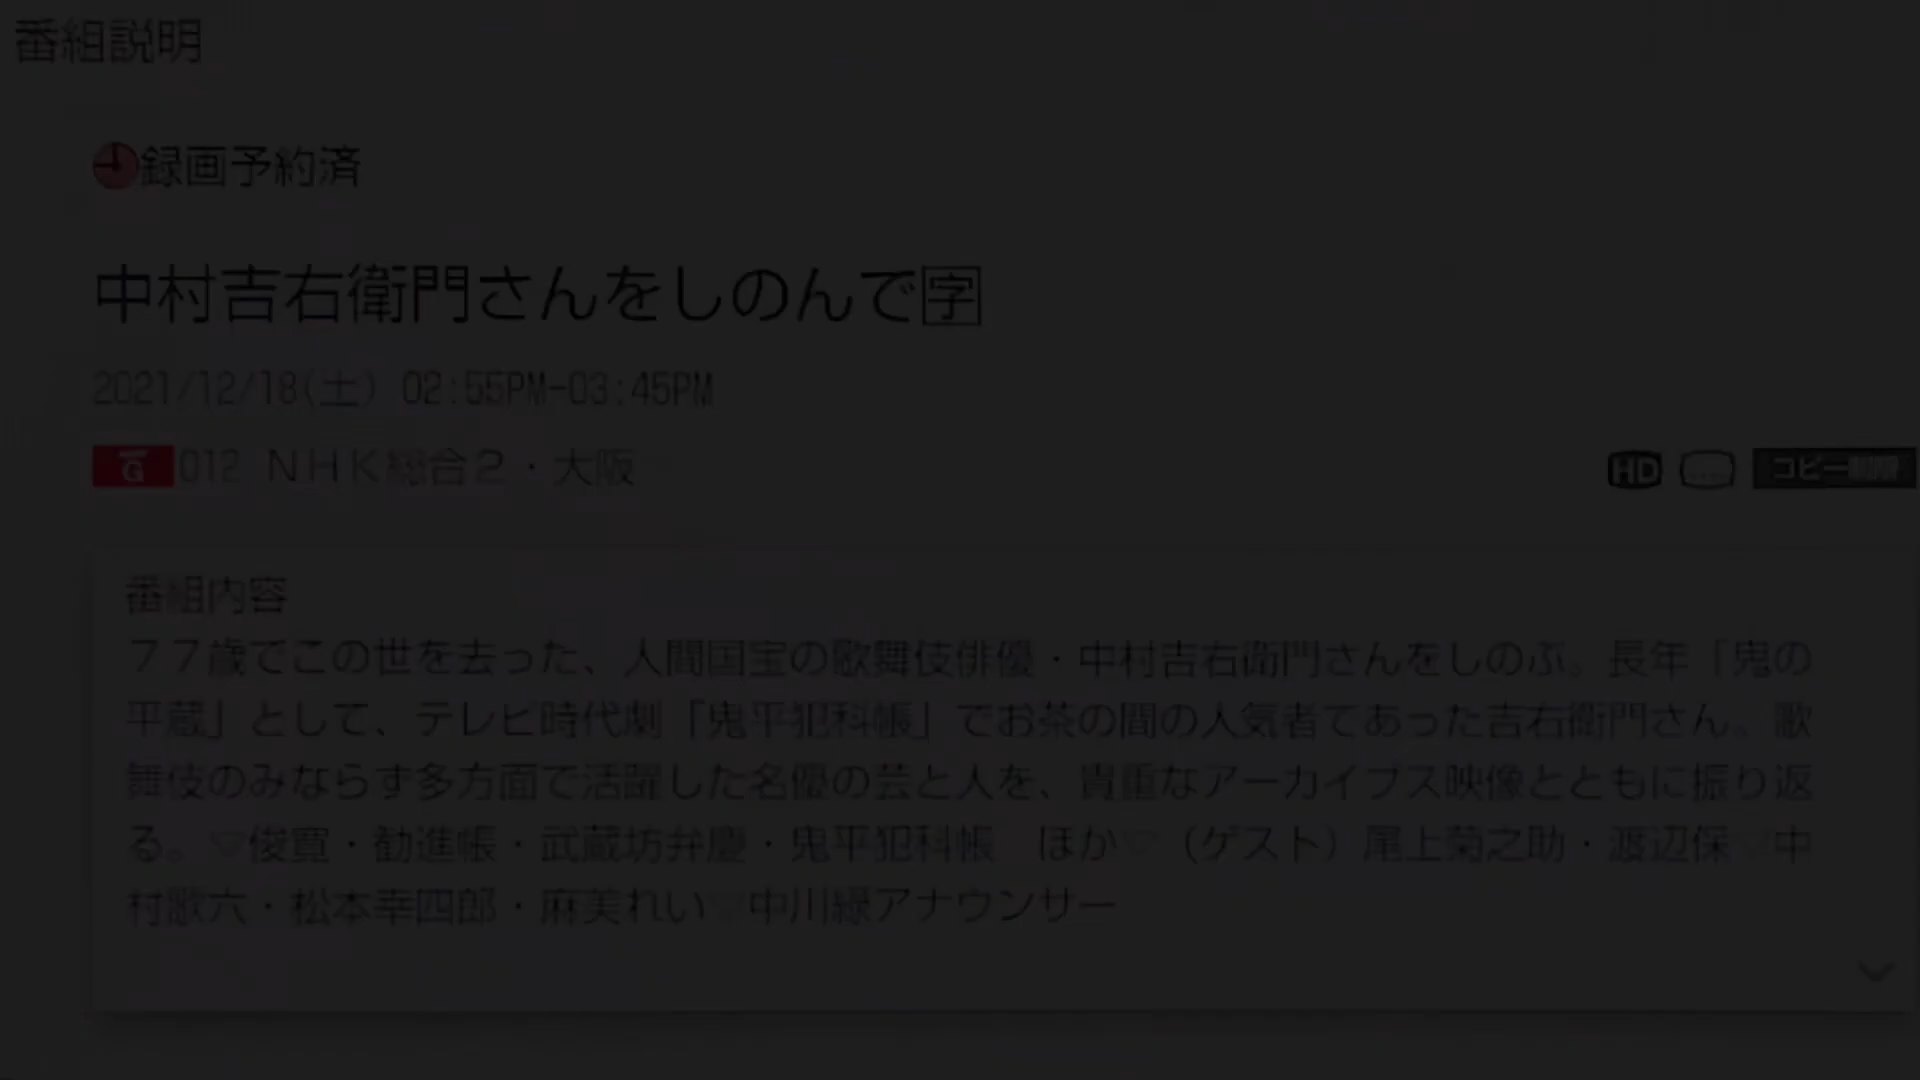 番組説明
録画予約済
中村吉右衛門さんをしのんで🈑
2021/12/18(土) 02:55PM-03:45PM
G 012 ＮＨＫ総合２・大阪
HD コピー制限
番組内容
７７歳でこの世を去った、人間国宝の歌舞伎俳優・中村吉右衛門さんをしのぶ。長年「鬼の
平蔵」として、テレビ時代劇「鬼平犯科帳」でお茶の間の人気者であった吉右衛門さん。歌
舞伎のみならず多方面で活躍した名優の芸と人を、貴重なアーカイブス映像とともに振り返
る。▽俊寛・勧進帳・武蔵坊弁慶・鬼平犯科帳　ほか▽（ゲスト）尾上菊之助・渡辺保▽中
村歌六・松本幸四郎・麻実れい▽中川緑アナウンサー